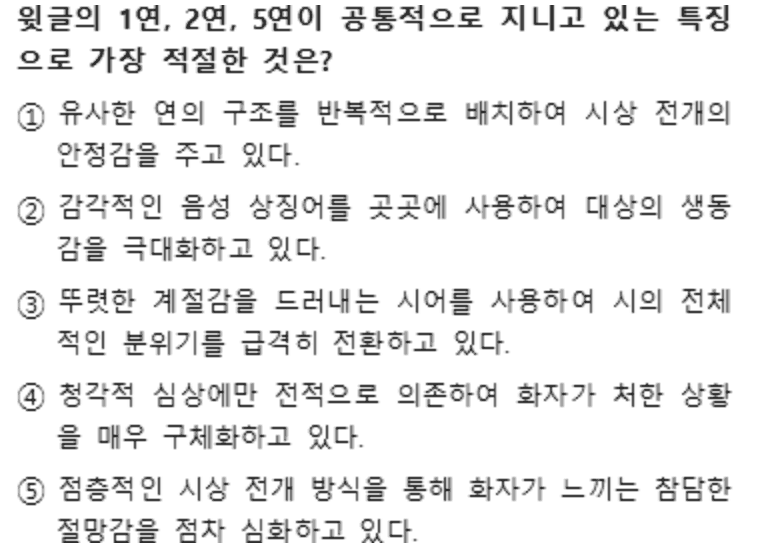 윗글의 1연, 2연, 5연이 공통적으로 지니고 있는 특징
으로 가장 적절한 것은?
① 유사한 연의 구조를 반복적으로 배치하여 시상 전개의
안정감을 주고 있다.
② 감각적인 음성 상징어를 곳곳에 사용하여 대상의 생동
감을 극대화하고 있다.
③ 뚜렷한 계절감을 드러내는 시어를 사용하여 시의 전체
적인 분위기를 급격히 전환하고 있다.
④ 청각적 심상에만 전적으로 의존하여 화자가 처한 상황
을 매우 구체화하고 있다.
⑤ 점층적인 시상 전개 방식을 통해 화자가 느끼는 참담한
절망감을 점차 심화하고 있다.